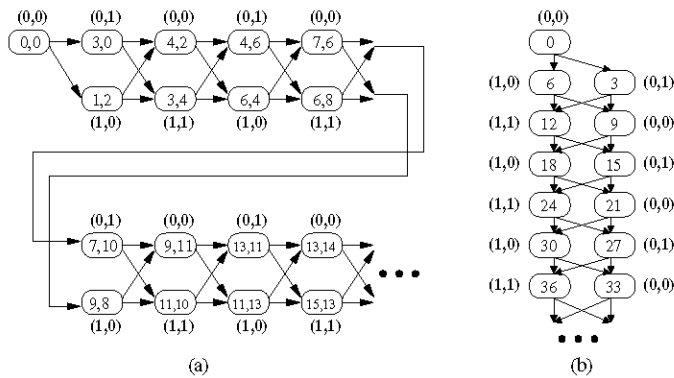 (0,0) (0,1) (0,0) (0,1) (0,0)
0,0 3,0 4,2 4,6 7,6
1,2 3,4 6,4 6,8
(1,0) (1,1) (1,0) (1,1)
(0,1) (0,0) (0,1) (0,0)
7,10 9,11 13,11 13,14
9,8 11,10 11,13 15,13
(1,0) (1,1) (1,0) (1,1)
(a)
(0,0)
0
(1,0) 6 3 (0,1)
(1,1) 12 9 (0,0)
(1,0) 18 15 (0,1)
(1,1) 24 21 (0,0)
(1,0) 30 27 (0,1)
(1,1) 36 33 (0,0)
(b)